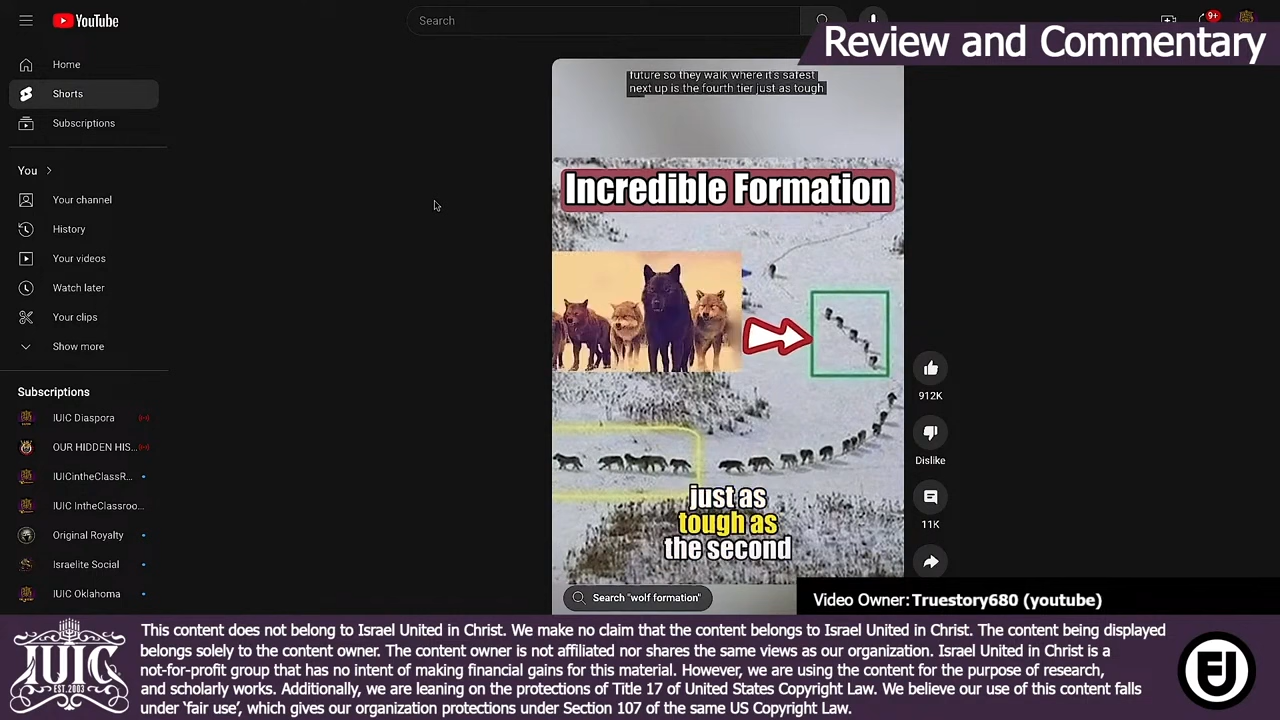 YouTube
Search
9+
Review and Commentary
Home
Shorts
Subscriptions
You
Your channel
History
Your videos
Watch later
Your clips
Show more
Subscriptions
IUIC Diaspora
OUR HIDDEN HIS...
IUICintheClassR...
IUIC IntheClassroo...
Original Royalty
Israelite Social
IUIC Oklahoma
future so they walk where it's safest
next up is the fourth tier just as tough
Incredible Formation
just as
tough as
the second
Search "wolf formation"
912K
Dislike
11K
Video Owner: Truestory680 (youtube)
IUIC
EST.2003
This content does not belong to Israel United in Christ. We make no claim that the content belongs to Israel United in Christ. The content being displayed
belongs solely to the content owner. The content owner is not affiliated nor shares the same views as our organization. Israel United in Christ is a
not-for-profit group that has no intent of making financial gains for this material. However, we are using the content for the purpose of research,
and scholarly works. Additionally, we are leaning on the protections of Title 17 of United States Copyright Law. We believe our use of this content falls
under 'fair use', which gives our organization protections under Section 107 of the same US Copyright Law.